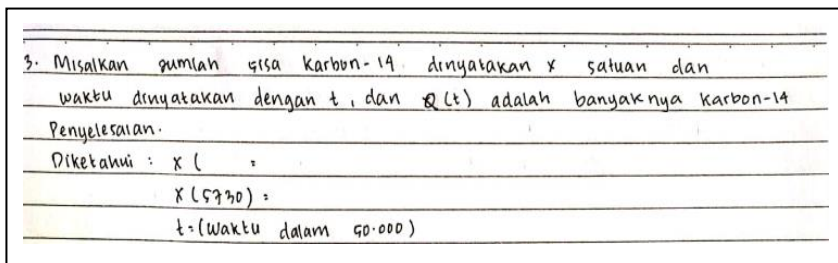 3. Misalkan jumlah sisa Karbon-14 dinyatakan x satuan dan
waktu dinyatakan dengan t, dan Q(t) adalah banyaknya Karbon-14
Penyelesaian.
Diketahui : x ( =
x (5730) =
t = (waktu dalam 50.000)